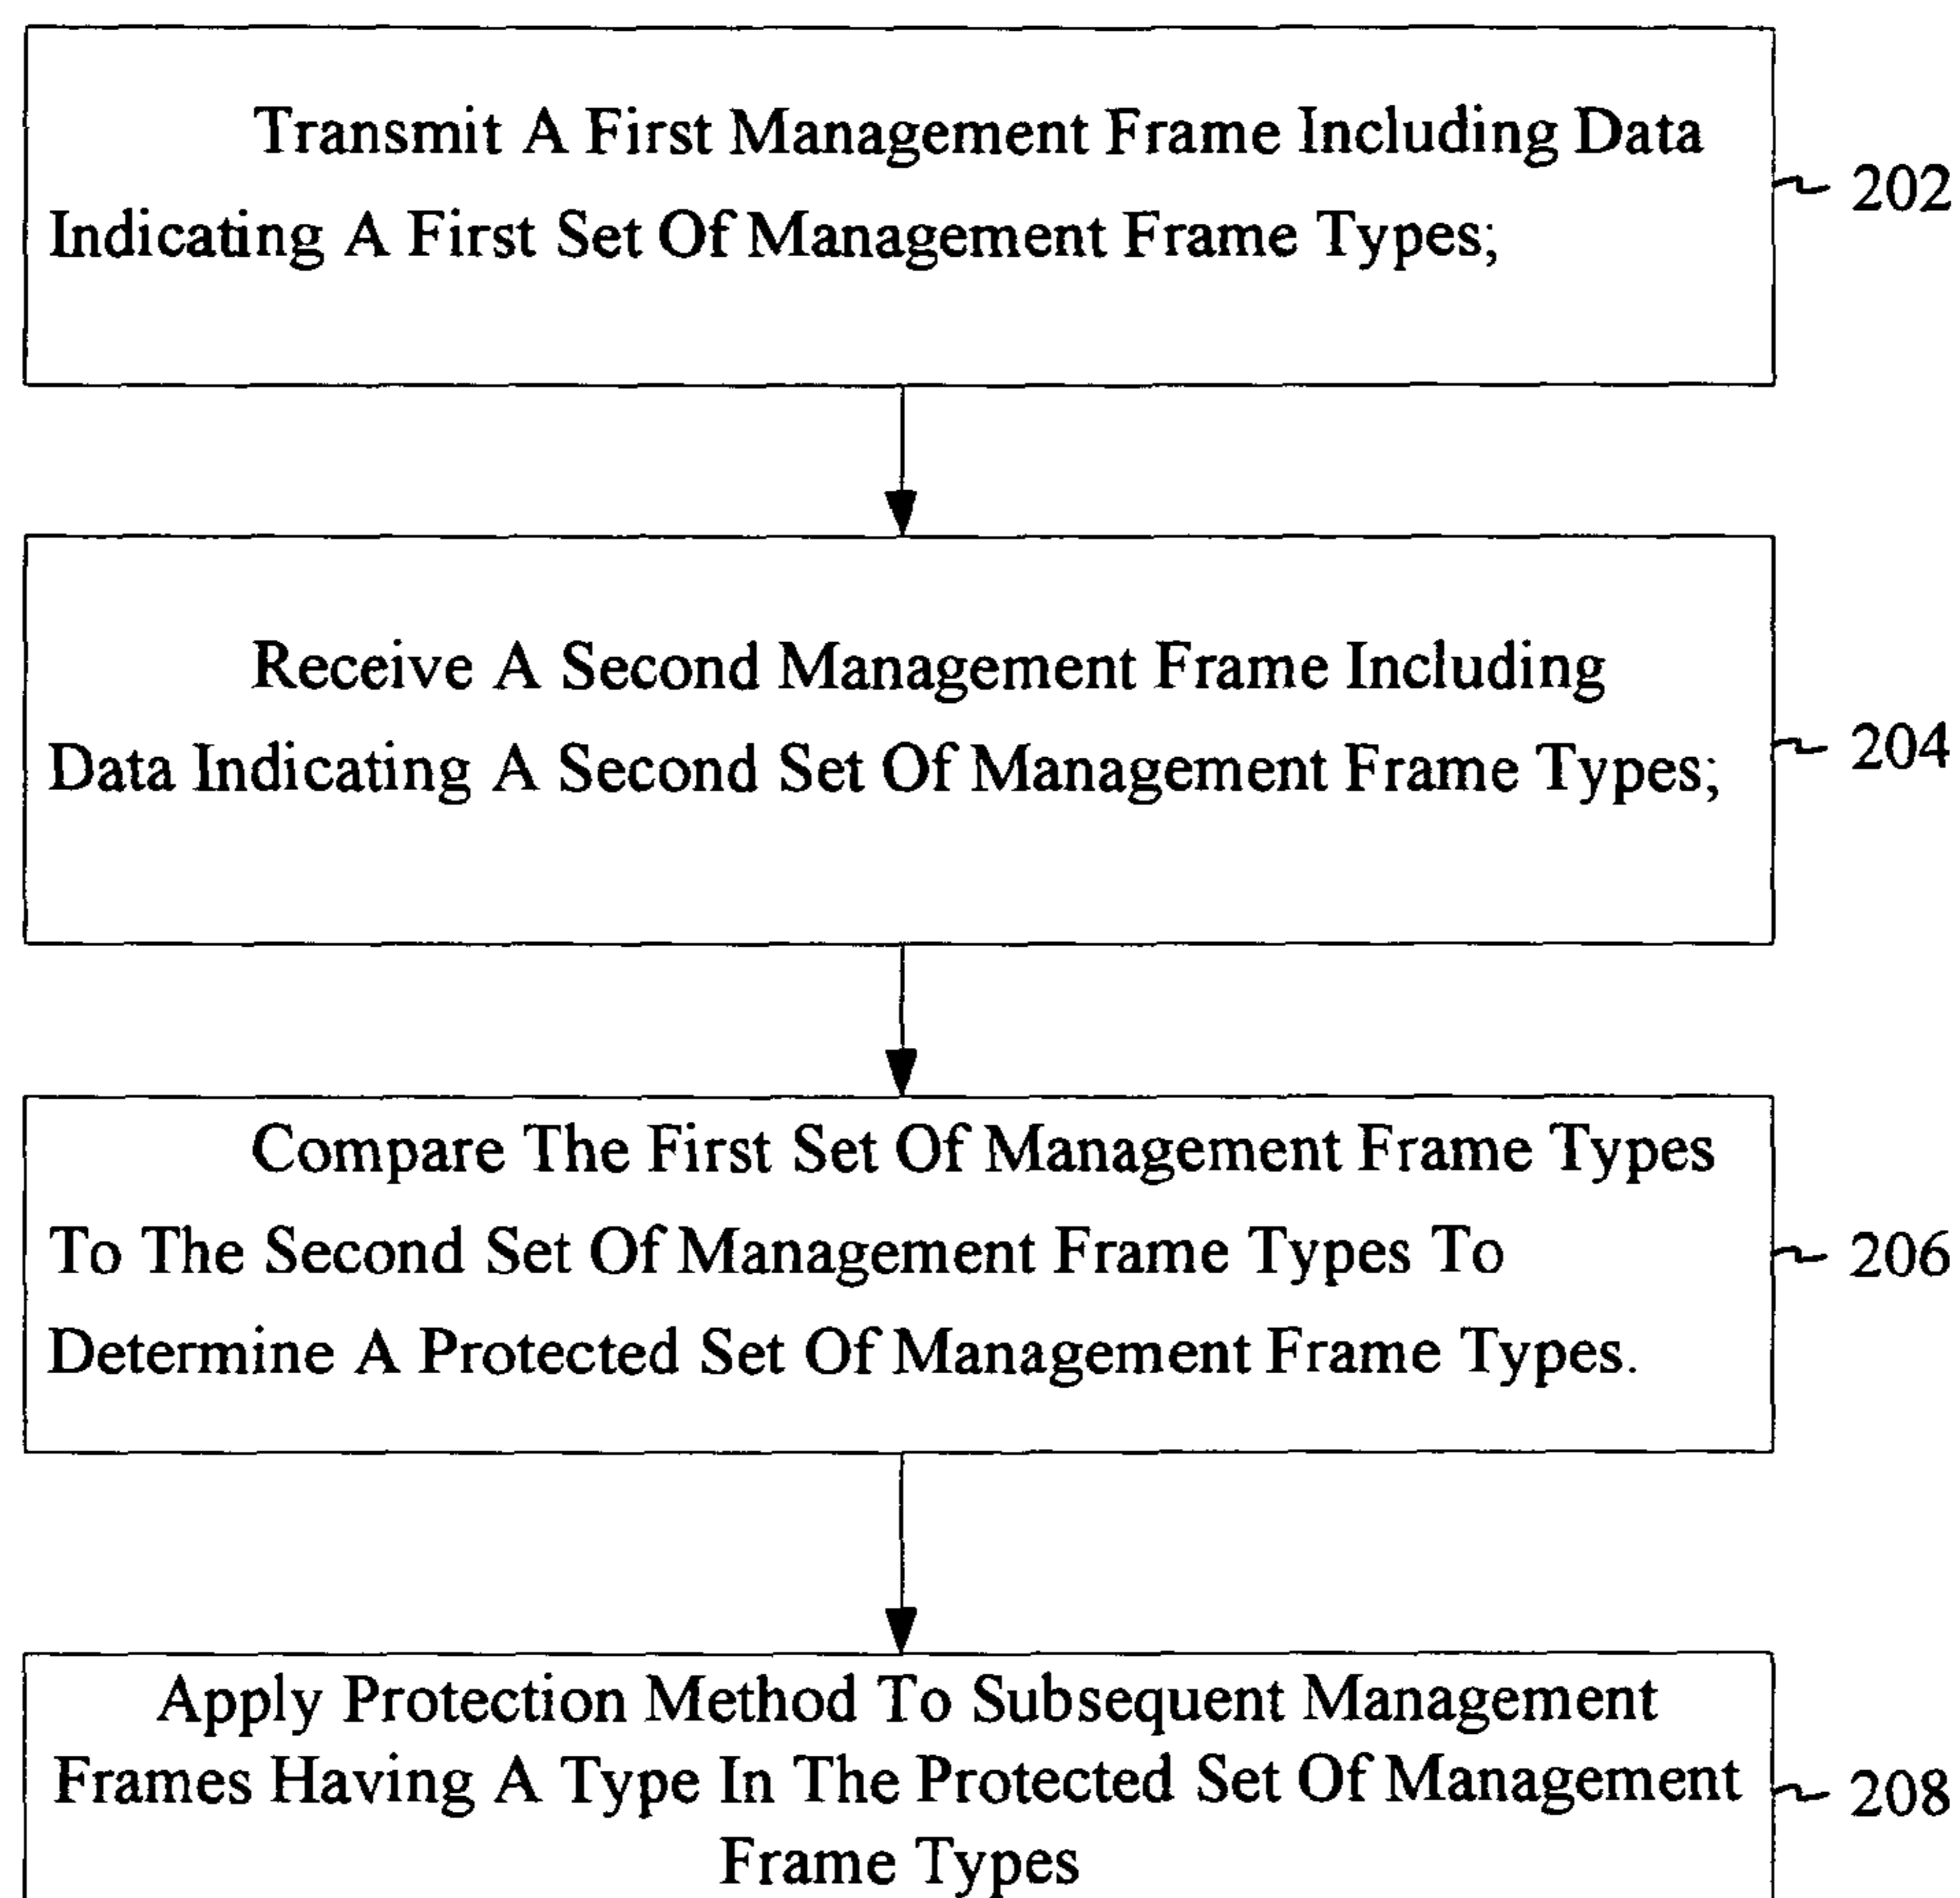 Transmit A First Management Frame Including Data
Indicating A First Set Of Management Frame Types;
202
Receive A Second Management Frame Including
Data Indicating A Second Set Of Management Frame Types;
204
Compare The First Set Of Management Frame Types
To The Second Set Of Management Frame Types To
Determine A Protected Set Of Management Frame Types.
206
Apply Protection Method To Subsequent Management
Frames Having A Type In The Protected Set Of Management
Frame Types
208